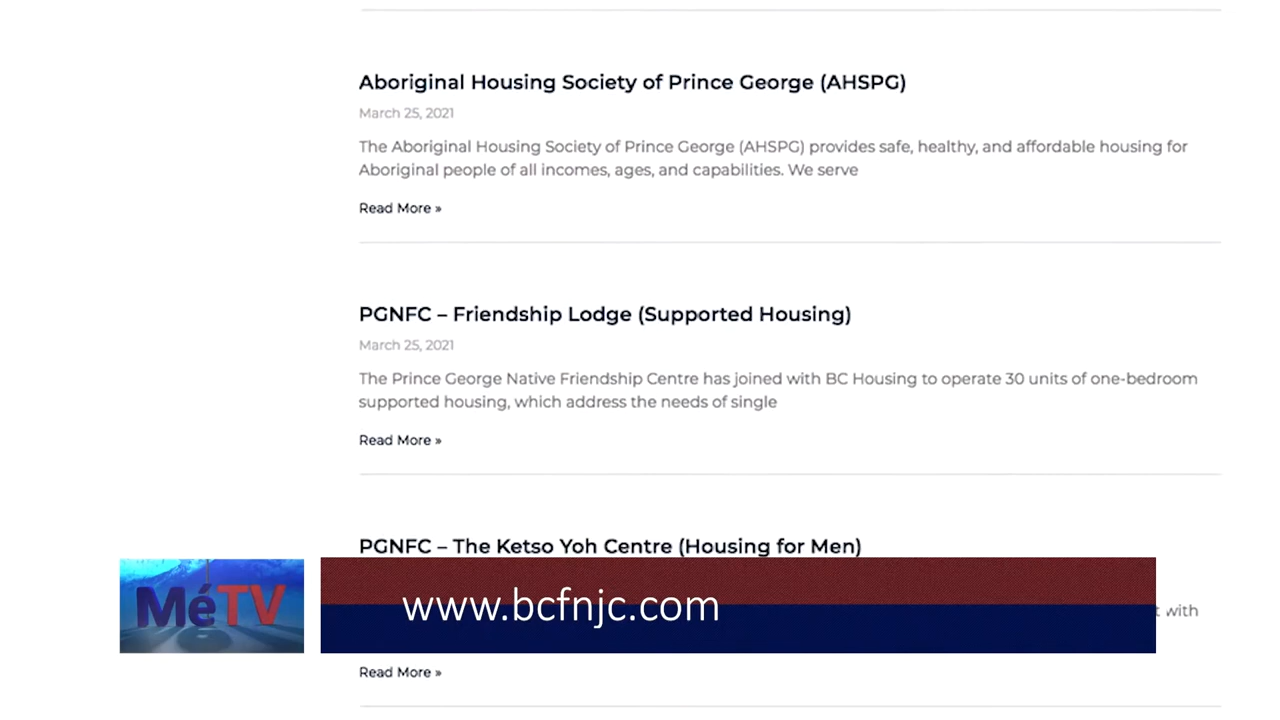 Aboriginal Housing Society of Prince George (AHSPG)
March 25, 2021
The Aboriginal Housing Society of Prince George (AHSPG) provides safe, healthy, and affordable housing for
Aboriginal people of all incomes, ages, and capabilities. We serve
Read More »
PGNFC – Friendship Lodge (Supported Housing)
March 25, 2021
The Prince George Native Friendship Centre has joined with BC Housing to operate 30 units of one-bedroom
supported housing, which address the needs of single
Read More »
PGNFC – The Ketso Yoh Centre (Housing for Men)
MéTV
www.bcfnjc.com
with
Read More »